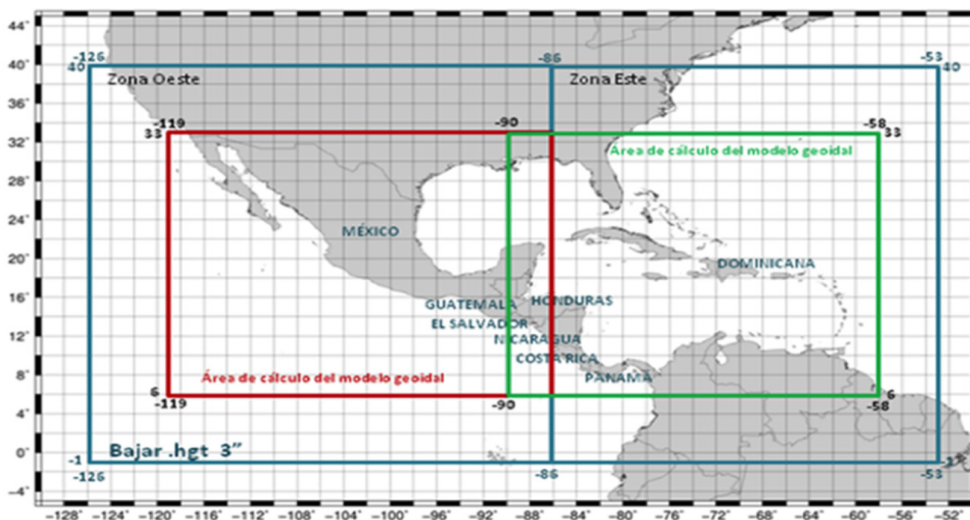 44°
-126
-86
-53
40°
40
40
Zona Oeste
Zona Este
36°
-119
-90
-58
33
33
32°
Área de cálculo del modelo geoidal
28°
24°
MÉXICO
20°
DOMINICANA
16°
GUATEMALA
HONDURAS
EL SALVADOR
12°
NICARAGUA
COSTA RICA
8°
Área de cálculo del modelo geoidal
PANAMÁ
6
6
-119
-90
-58
4°
Bajar .hgt 3”
0°
-1
-126
-86
-53
-4°
-128° -124° -120° -116° -112° -108° -104° -100° -96° -92° -88° -84° -80° -76° -72° -68° -64° -60° -56° -52°